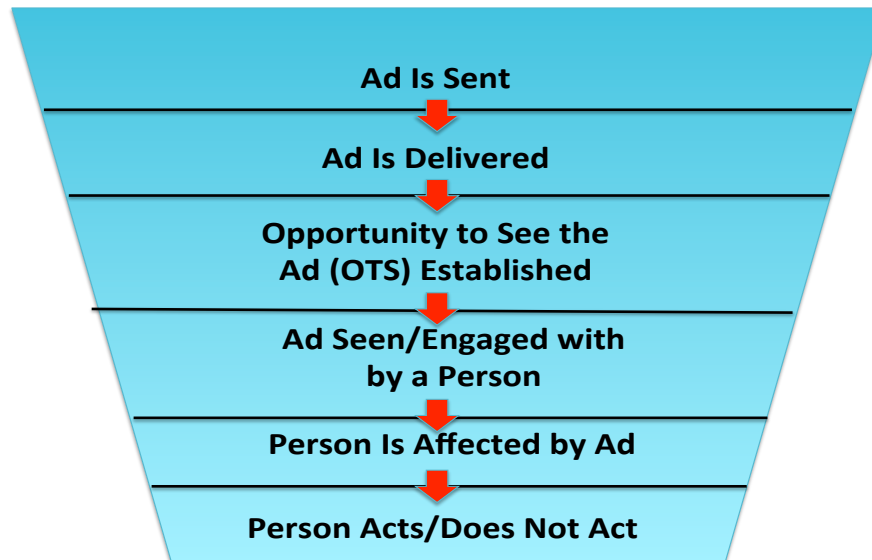 Ad Is Sent
Ad Is Delivered
Opportunity to See the
Ad (OTS) Established
Ad Seen/Engaged with
by a Person
Person Is Affected by Ad
Person Acts/Does Not Act